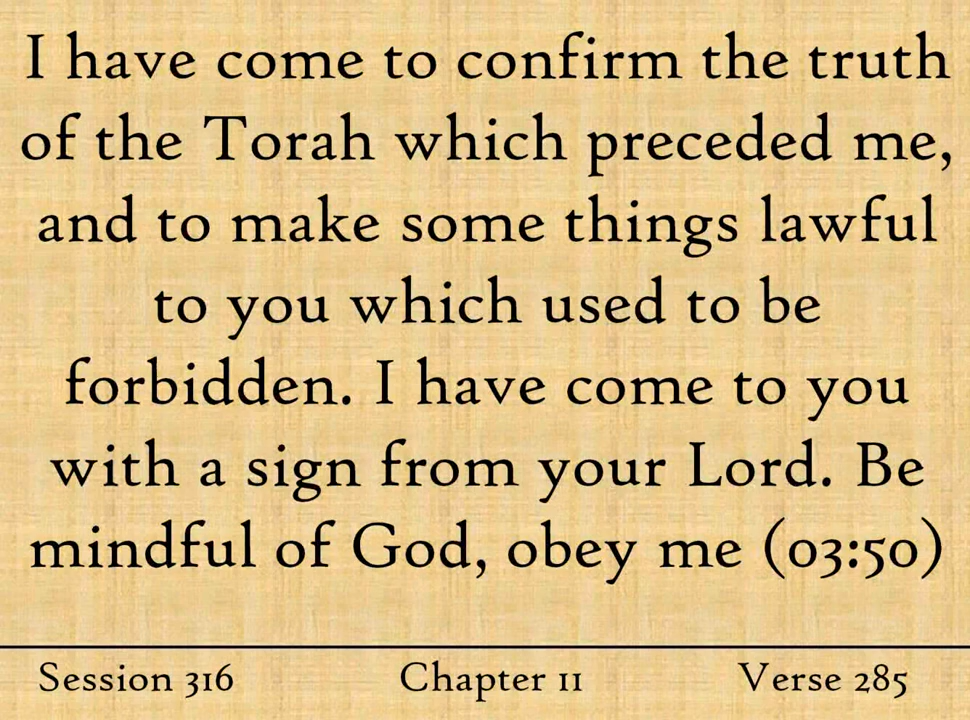 I have come to confirm the truth
of the Torah which preceded me,
and to make some things lawful
to you which used to be
forbidden. I have come to you
with a sign from your Lord. Be
mindful of God, obey me (03:50)
Session 316 Chapter 11 Verse 285